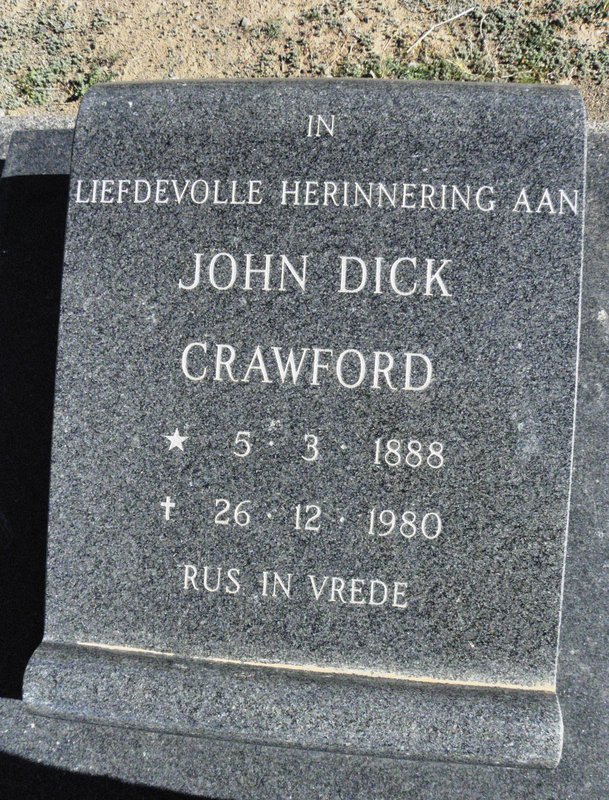 IN
LIEFDEVOLLE HERINNERING AAN
JOHN DICK
CRAWFORD
★ 5 · 3 · 1888
✝ 26 · 12 · 1980
RUS IN VREDE